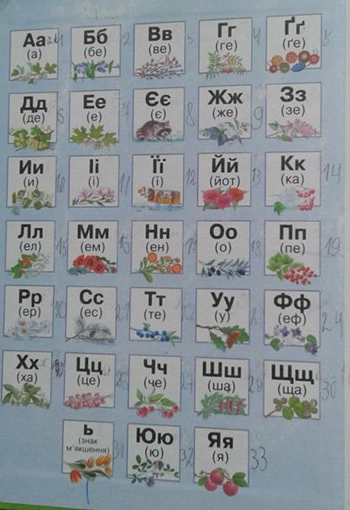 Аа Бб Вв Гг Ґґ
(а) (бе) (ве) (ге) (ґе)
Дд Ее Єє Жж Зз
(де) (е) (є) (же) (зе)
Ии Іі Її Йй Кк
(и) (і) (ї) (йот) (ка)
Лл Мм Нн Оо Пп
(ел) (ем) (ен) (о) (пе)
Рр Сс Тт Уу Фф
(ер) (ес) (те) (у) (еф)
Хх Цц Чч Шш Щщ
(ха) (це) (че) (ша) (ща)
ь Юю Яя
(знак (ю) (я)
м'якшення)